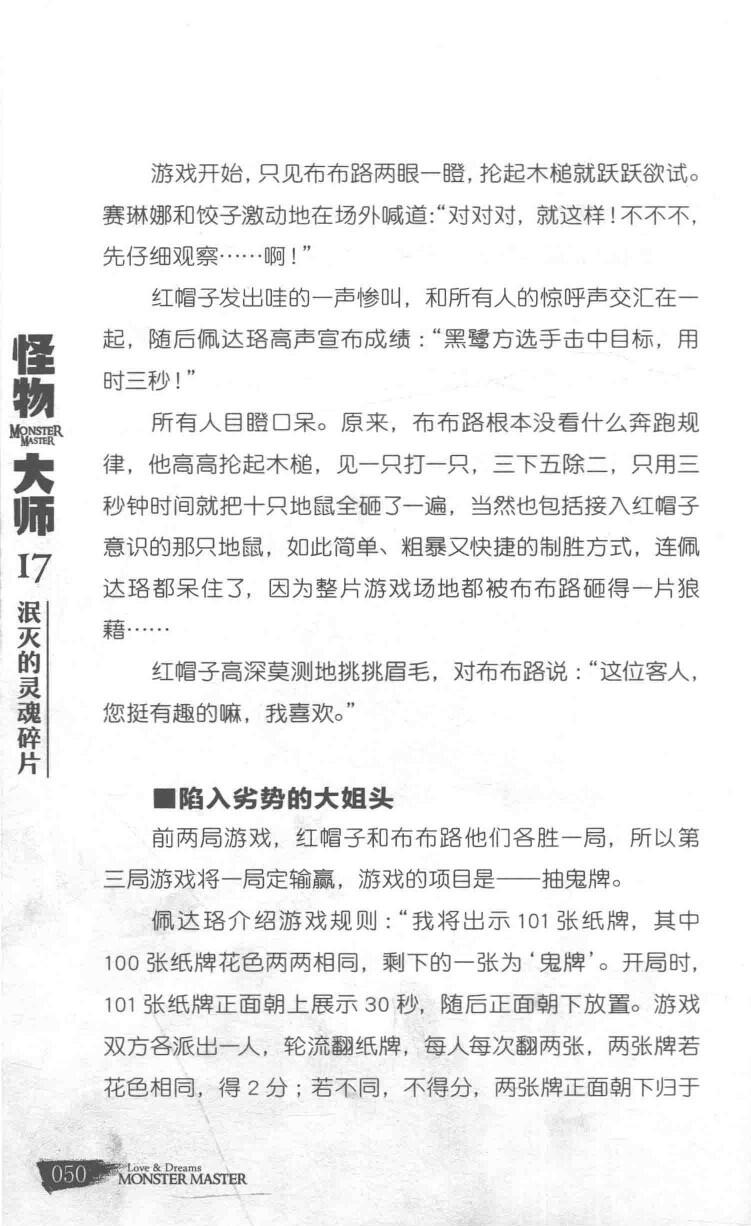 游戏开始，只见布布路两眼一瞪，抡起木槌就跃跃欲试。
赛琳娜和饺子激动地在场外喊道：“对对对，就这样！不不不，
先仔细观察……啊！”
红帽子发出哇的一声惨叫，和所有人的惊呼声交汇在一
起，随后佩达珞高声宣布成绩：“黑鹭方选手击中目标，用
时三秒！”
所有人目瞪口呆。原来，布布路根本没看什么奔跑规
律，他高高抡起木槌，见一只打一只，三下五除二，只用三
秒钟时间就把十只地鼠全砸了一遍，当然也包括接入红帽子
意识的那只地鼠，如此简单、粗暴又快捷的制胜方式，连佩
达珞都呆住了，因为整片游戏场地都被布布路砸得一片狼
藉……
红帽子高深莫测地挑挑眉毛，对布布路说：“这位客人，
您挺有趣的嘛，我喜欢。”
■陷入劣势的大姐头
前两局游戏，红帽子和布布路他们各胜一局，所以第
三局游戏将一局定输赢，游戏的项目是——抽鬼牌。
佩达珞介绍游戏规则：“我将出示101张纸牌，其中
100张纸牌花色两两相同，剩下的一张为‘鬼牌’。开局时，
101张纸牌正面朝上展示30秒，随后正面朝下放置。游戏
双方各派出一人，轮流翻纸牌，每人每次翻两张，两张牌若
花色相同，得2分；若不同，不得分，两张牌正面朝下归于
怪物
MONSTER
MASTER
大师
17
泯灭的灵魂碎片
050
Love & Dreams
MONSTER MASTER